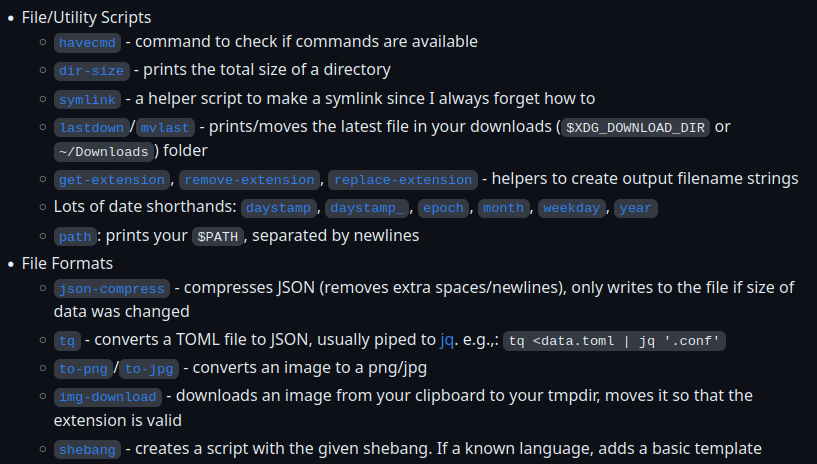 • File/Utility Scripts
○ havecmd - command to check if commands are available
○ dir-size - prints the total size of a directory
○ symlink - a helper script to make a symlink since I always forget how to
○ lastdown/mvlast - prints/moves the latest file in your downloads ($XDG_DOWNLOAD_DIR or
~/Downloads) folder
○ get-extension, remove-extension, replace-extension - helpers to create output filename strings
○ Lots of date shorthands: daystamp, daystamp_, epoch, month, weekday, year
○ path: prints your $PATH, separated by newlines
• File Formats
○ json-compress - compresses JSON (removes extra spaces/newlines), only writes to the file if size of
data was changed
○ tq - converts a TOML file to JSON, usually piped to jq. e.g.,: tq <data.toml | jq '.conf'
○ to-png/to-jpg - converts an image to a png/jpg
○ img-download - downloads an image from your clipboard to your tmpdir, moves it so that the
extension is valid
○ shebang - creates a script with the given shebang. If a known language, adds a basic template